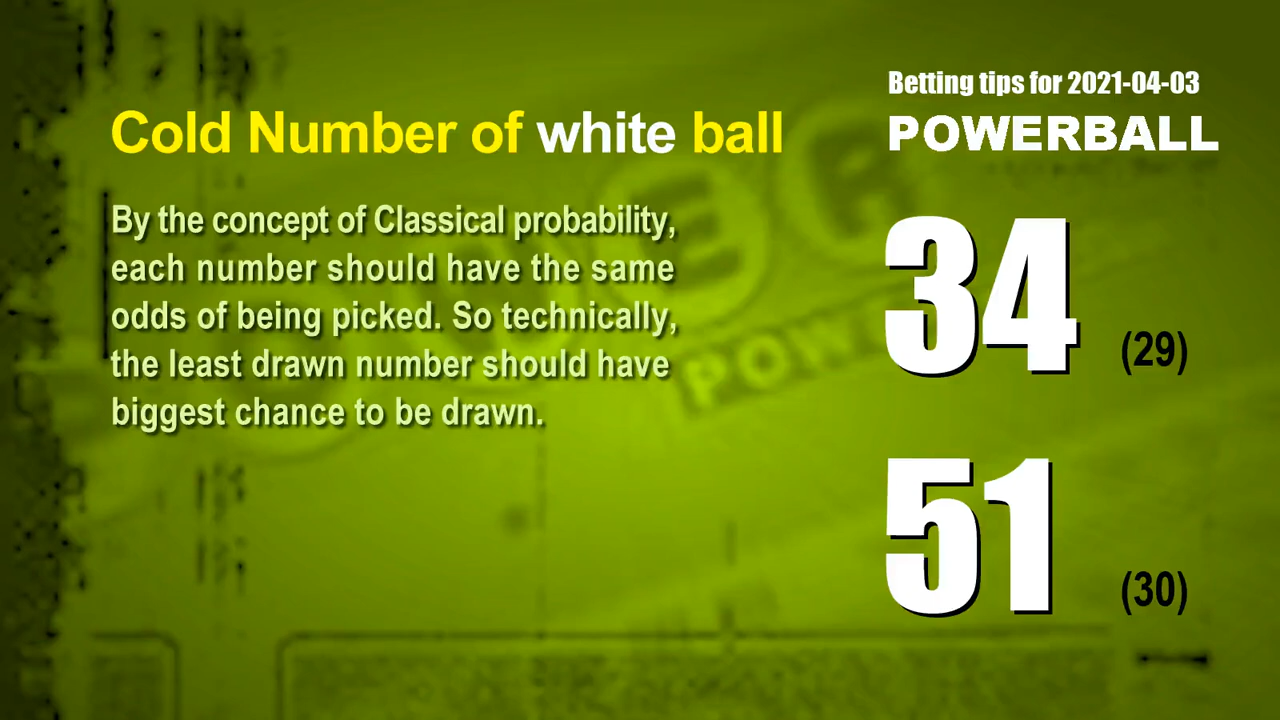 Betting tips for 2021-04-03
POWERBALL
Cold Number of white ball
By the concept of Classical probability,
each number should have the same
odds of being picked. So technically,
the least drawn number should have
biggest chance to be drawn.
34 (29)
51 (30)
POW